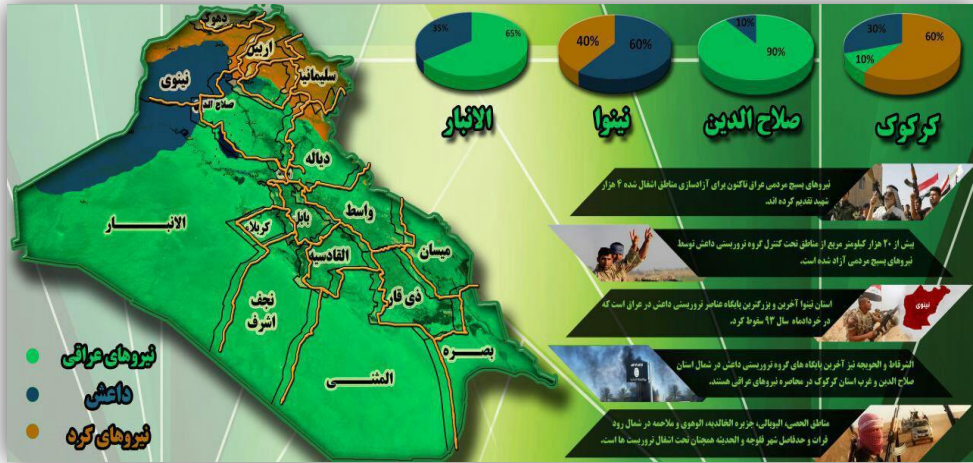 35%
65%
الانبار
40%
60%
نینوا
10%
90%
صلاح الدین
30%
10%
60%
کرکوک
دهوک
اربیل
سلیمانیه
نینوی
صلاح الدین
دیاله
الانبـــــار
کربلاء
بابل
واسط
القادسیه
میسان
نجف
اشرف
ذی قار
بصــره
المثنــــی
نیروهای عراقی
داعش
نیروهای کرد
نیروهای بسیج مردمی عراق تاکنون برای آزادسازی مناطق اشغال شده ۴ هزار
شهید تقدیم کرده اند.
بیش از ۲۰ هزار کیلومتر مربع از مناطق تحت کنترل گروه تروریستی داعش توسط
نیروهای بسیج مردمی آزاد شده است.
استان نینوا آخرین و بزرگترین پایگاه عناصر تروریستی داعش در عراق است که
در خردادماه سال ۹۳ سقوط کرد.
نینوی
الشرقاط و الحویجه نیز آخرین پایگاه های گروه تروریستی داعش در شمال استان
صلاح الدین و غرب استان کرکوک در محاصره نیروهای عراقی هستند.
مناطق الحصی، البوبالی، جزیره الخالدیه، الوهوی و ملاحمه در شمال رود
فرات و حدفاصل شهر فلوجه و الحدیثه همچنان تحت اشغال تروریست ها است.